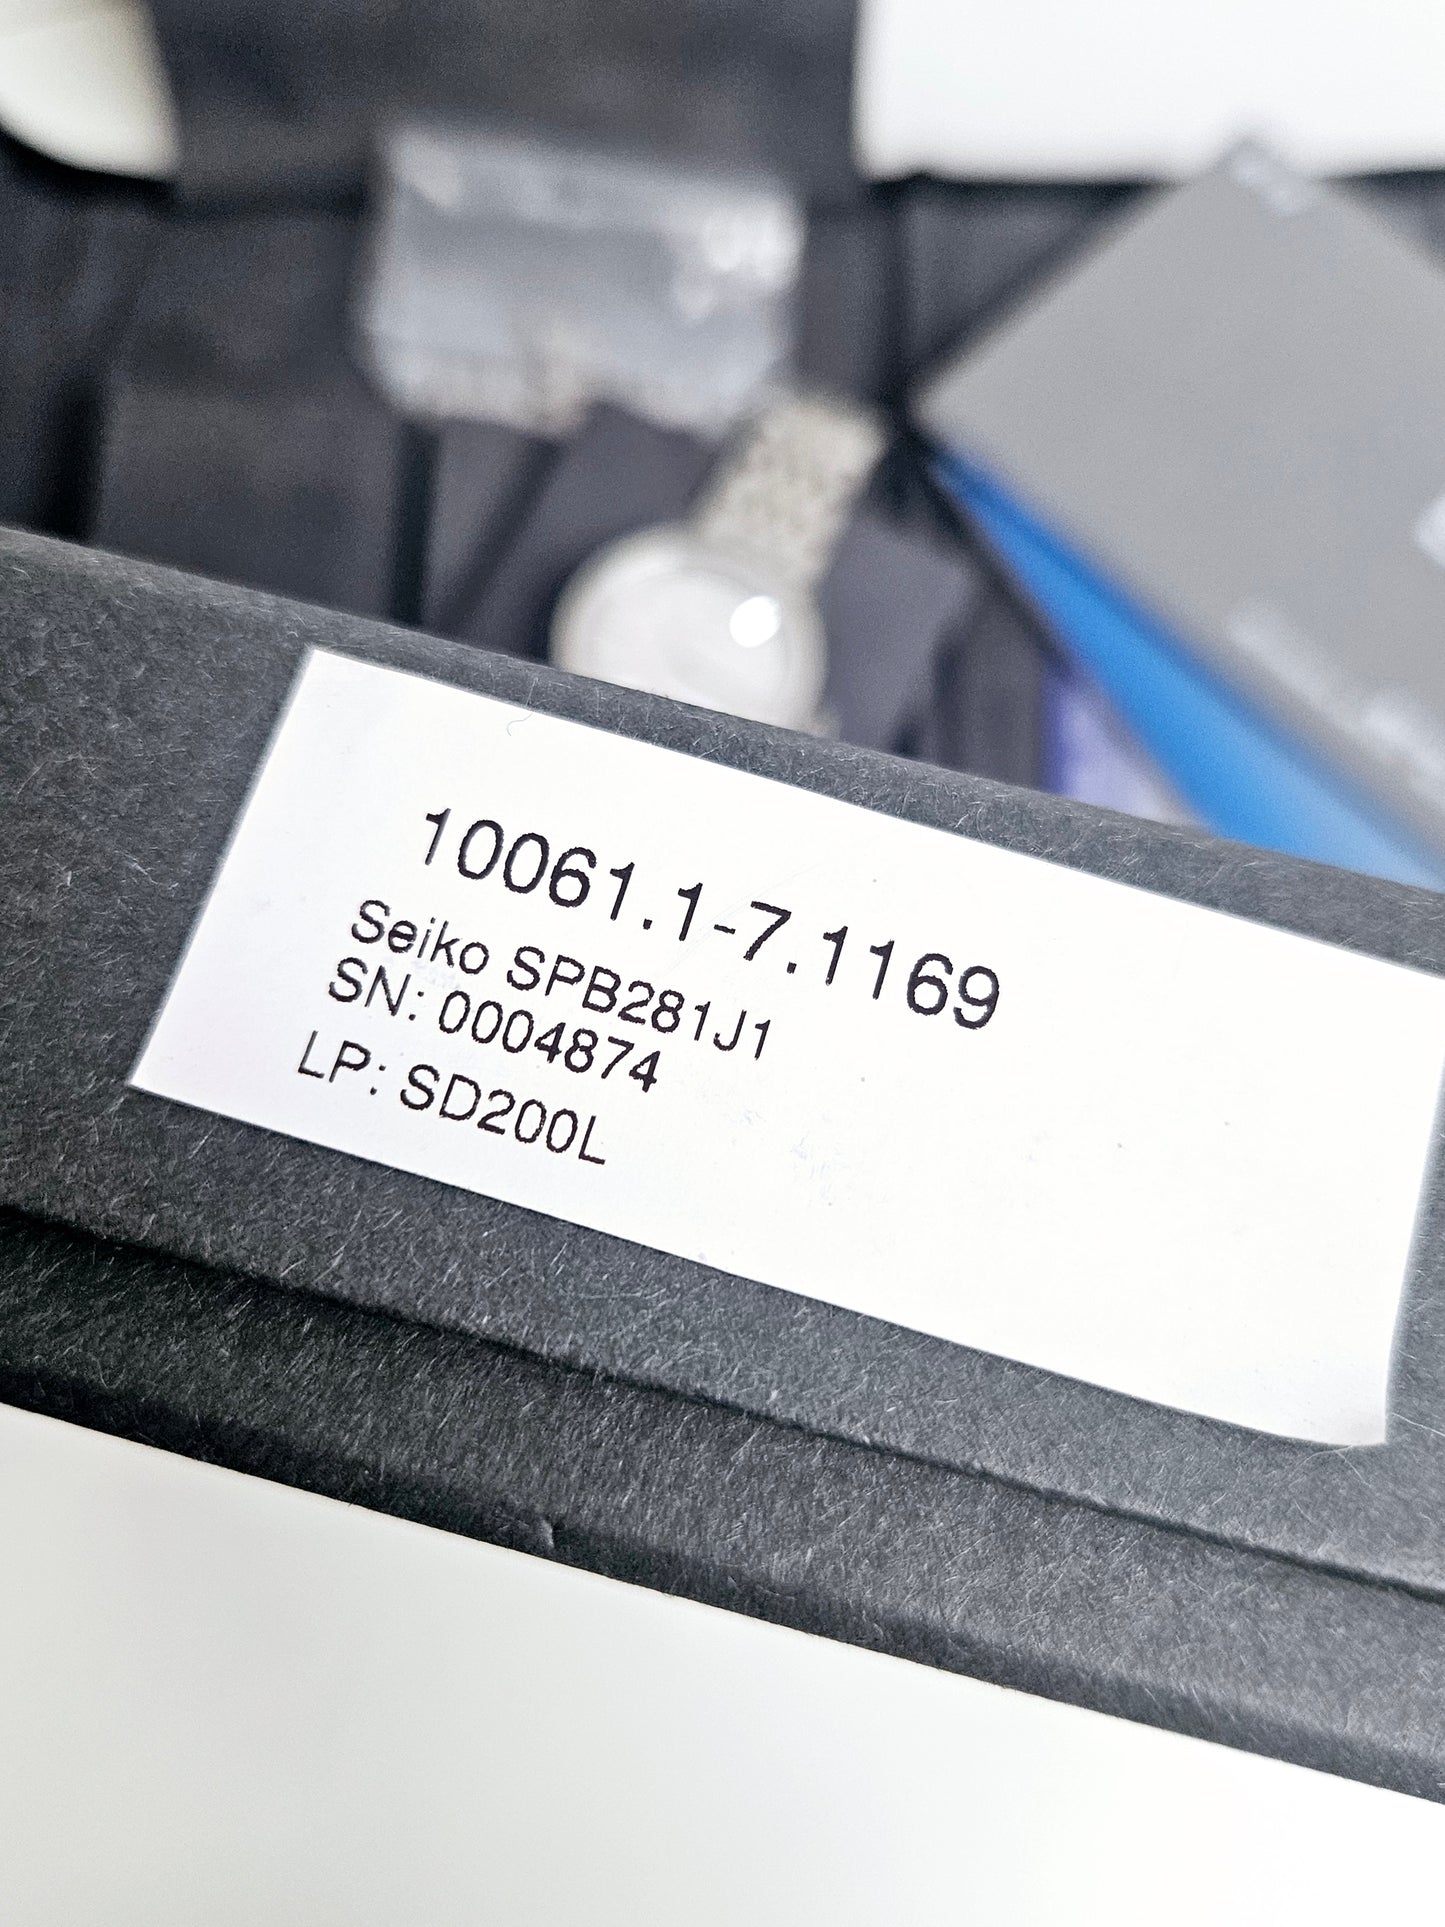 10061.1-7.1169
Seiko SPB281J1
SN: 0004874
LP: SD200L